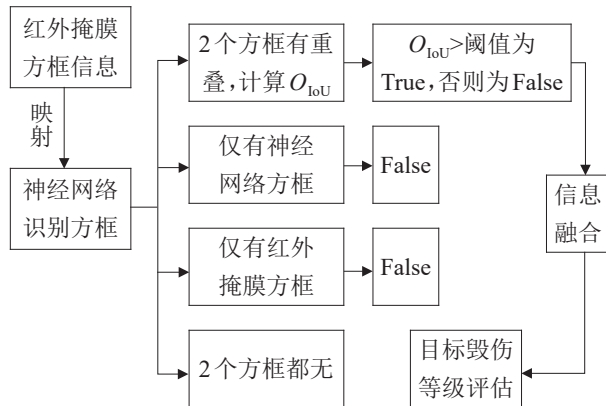 红外掩膜
方框信息
映
射
神经网络
识别方框
2个方框有重
叠,计算O_IoU
O_IoU>阈值为
True,否则为False
仅有神经
网络方框
False
仅有红外
掩膜方框
False
2个方框都无
信息
融合
目标毁伤
等级评估